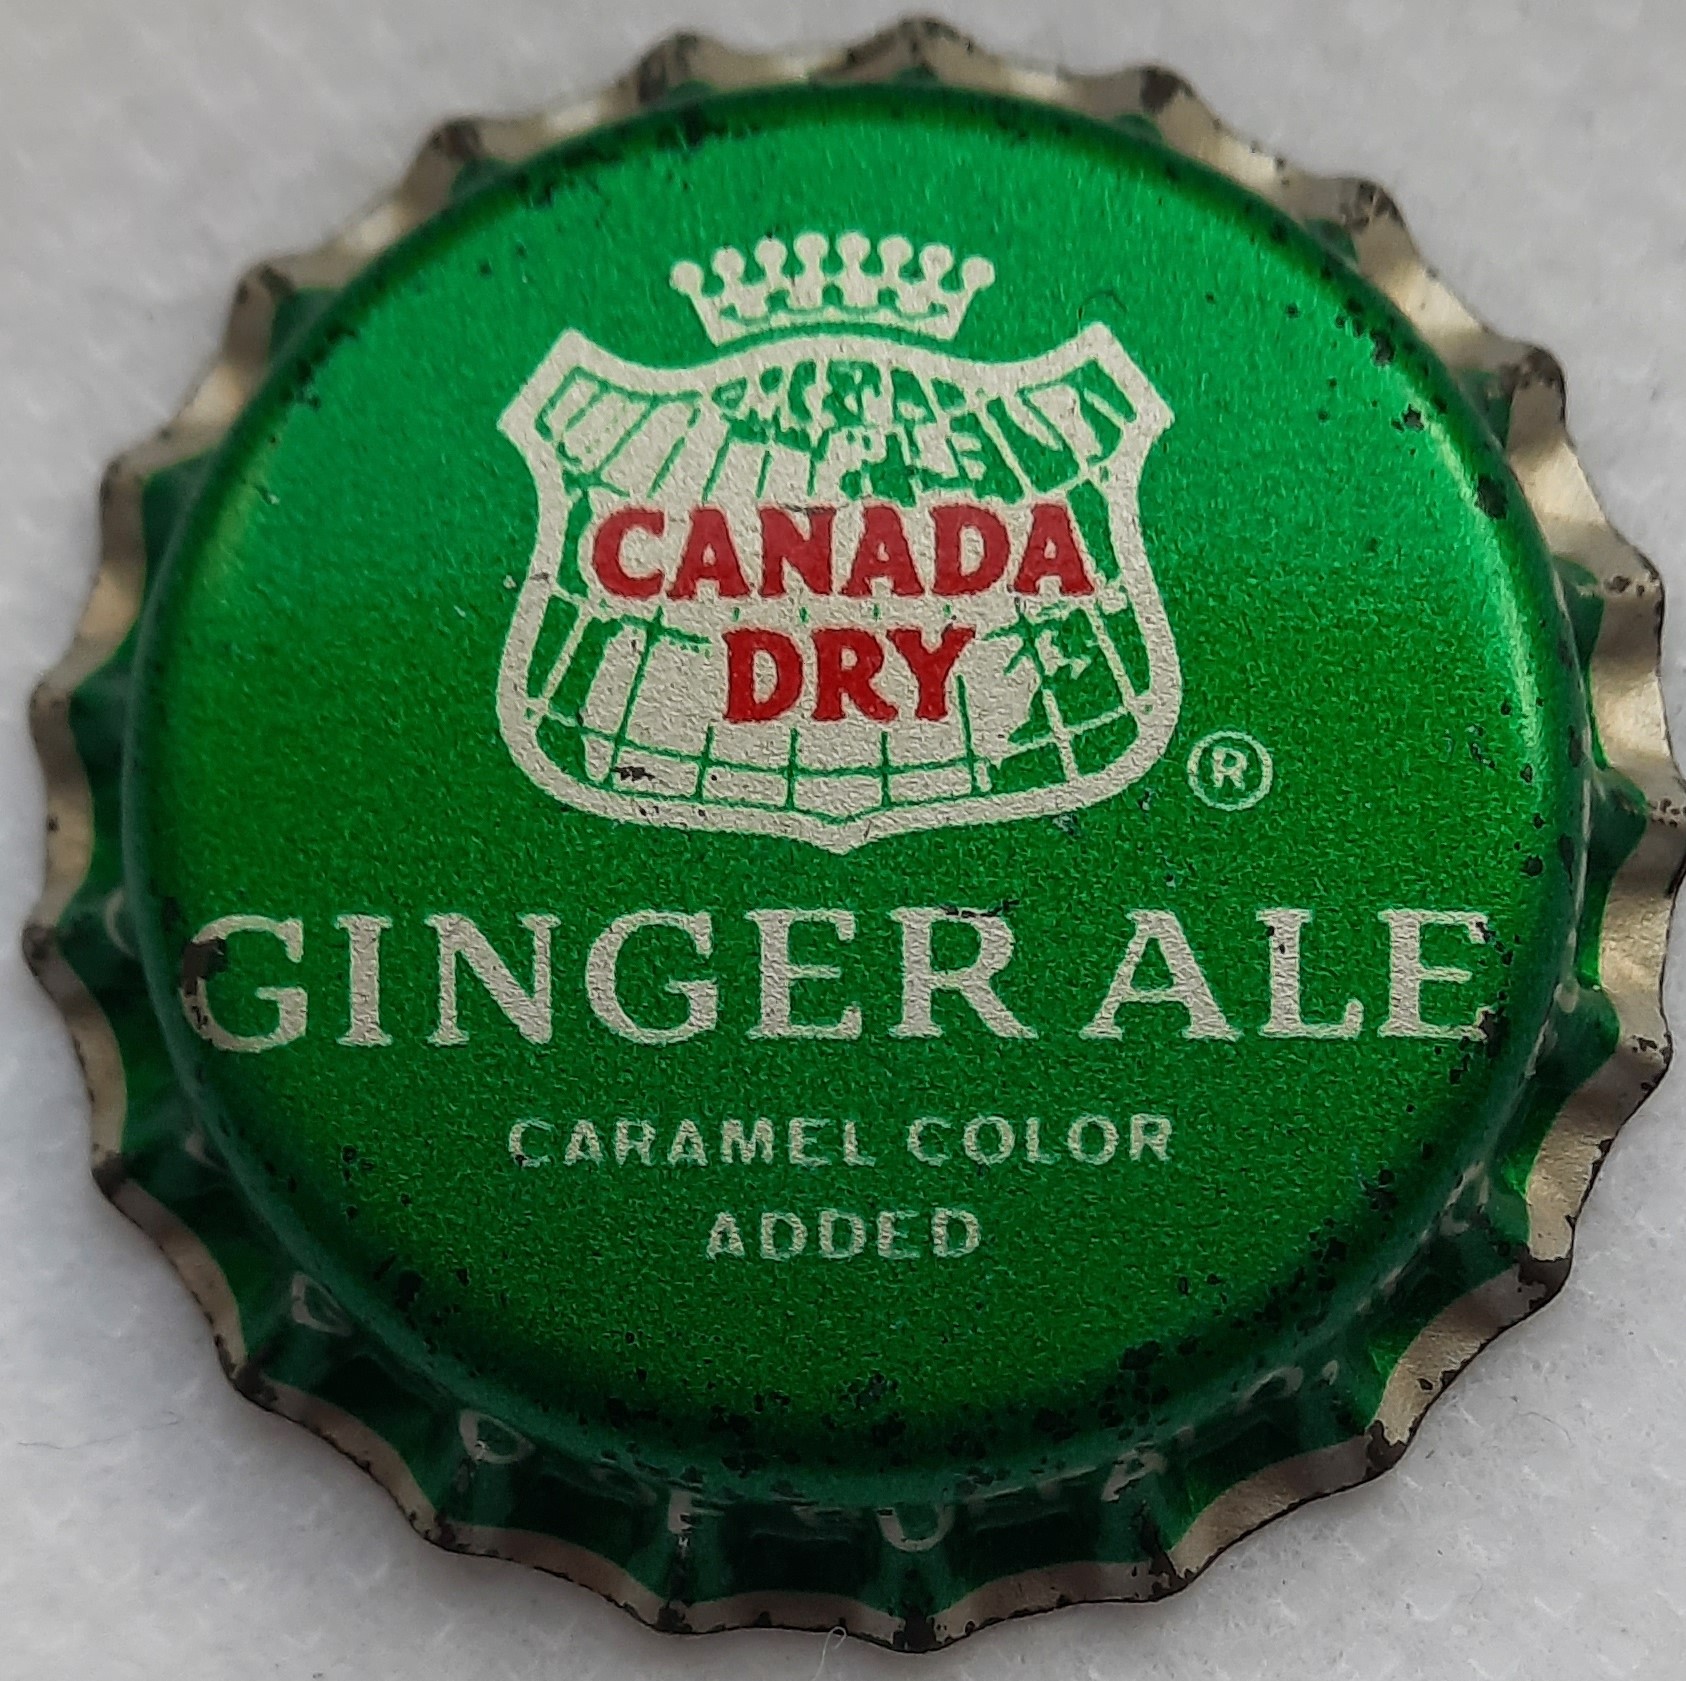 CANADA
DRY
®
GINGER ALE
CARAMEL COLOR
ADDED